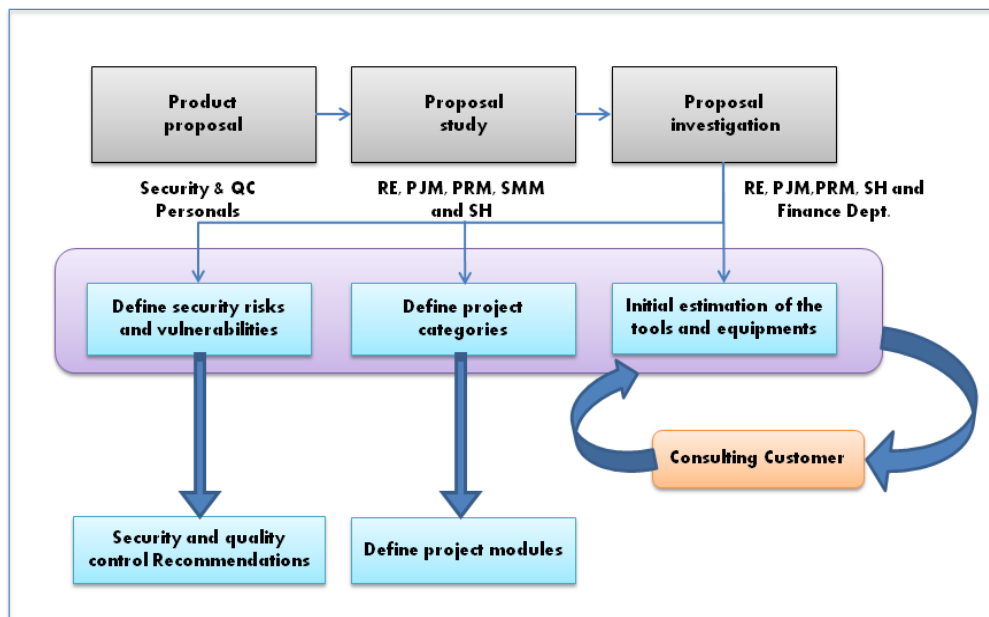 Product
proposal
Proposal
study
Proposal
investigation
Security & QC
Personals
RE, PJM, PRM, SMM
and SH
RE, PJM,PRM, SH and
Finance Dept.
Define security risks
and vulnerabilities
Define project
categories
Initial estimation of the
tools and equipments
Consulting Customer
Security and quality
control Recommendations
Define project modules